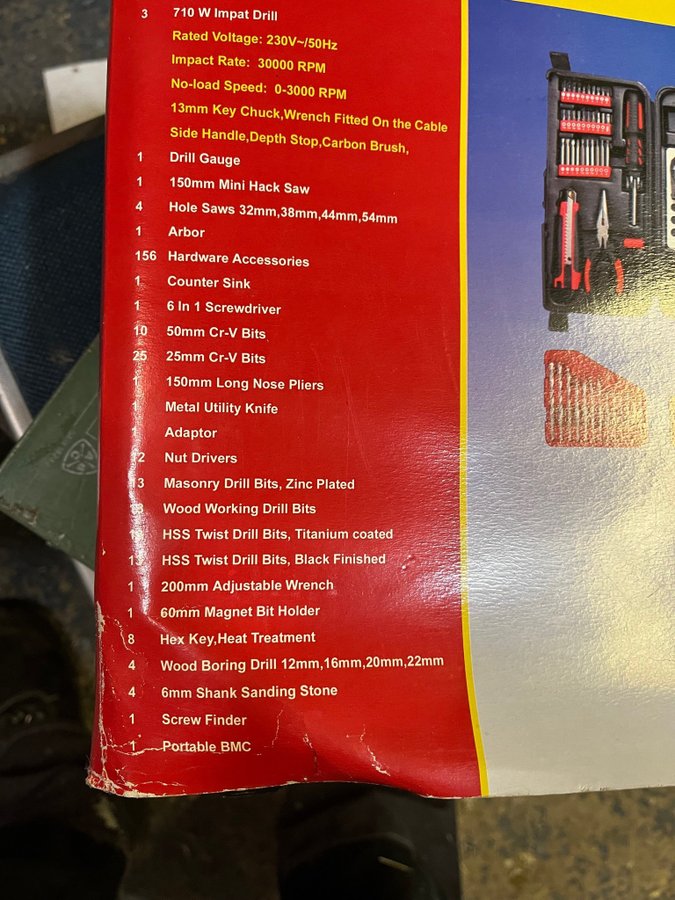 3 710 W Impat Drill
Rated Voltage: 230V~/50Hz
Impact Rate: 30000 RPM
No-load Speed: 0-3000 RPM
13mm Key Chuck,Wrench Fitted On the Cable
Side Handle,Depth Stop,Carbon Brush,
1 Drill Gauge
1 150mm Mini Hack Saw
4 Hole Saws 32mm,38mm,44mm,54mm
1 Arbor
156 Hardware Accessories
1 Counter Sink
1 6 In 1 Screwdriver
10 50mm Cr-V Bits
25 25mm Cr-V Bits
1 150mm Long Nose Pliers
1 Metal Utility Knife
1 Adaptor
12 Nut Drivers
13 Masonry Drill Bits, Zinc Plated
Wood Working Drill Bits
HSS Twist Drill Bits, Titanium coated
13 HSS Twist Drill Bits, Black Finished
1 200mm Adjustable Wrench
1 60mm Magnet Bit Holder
8 Hex Key,Heat Treatment
4 Wood Boring Drill 12mm,16mm,20mm,22mm
4 6mm Shank Sanding Stone
1 Screw Finder
1 Portable BMC